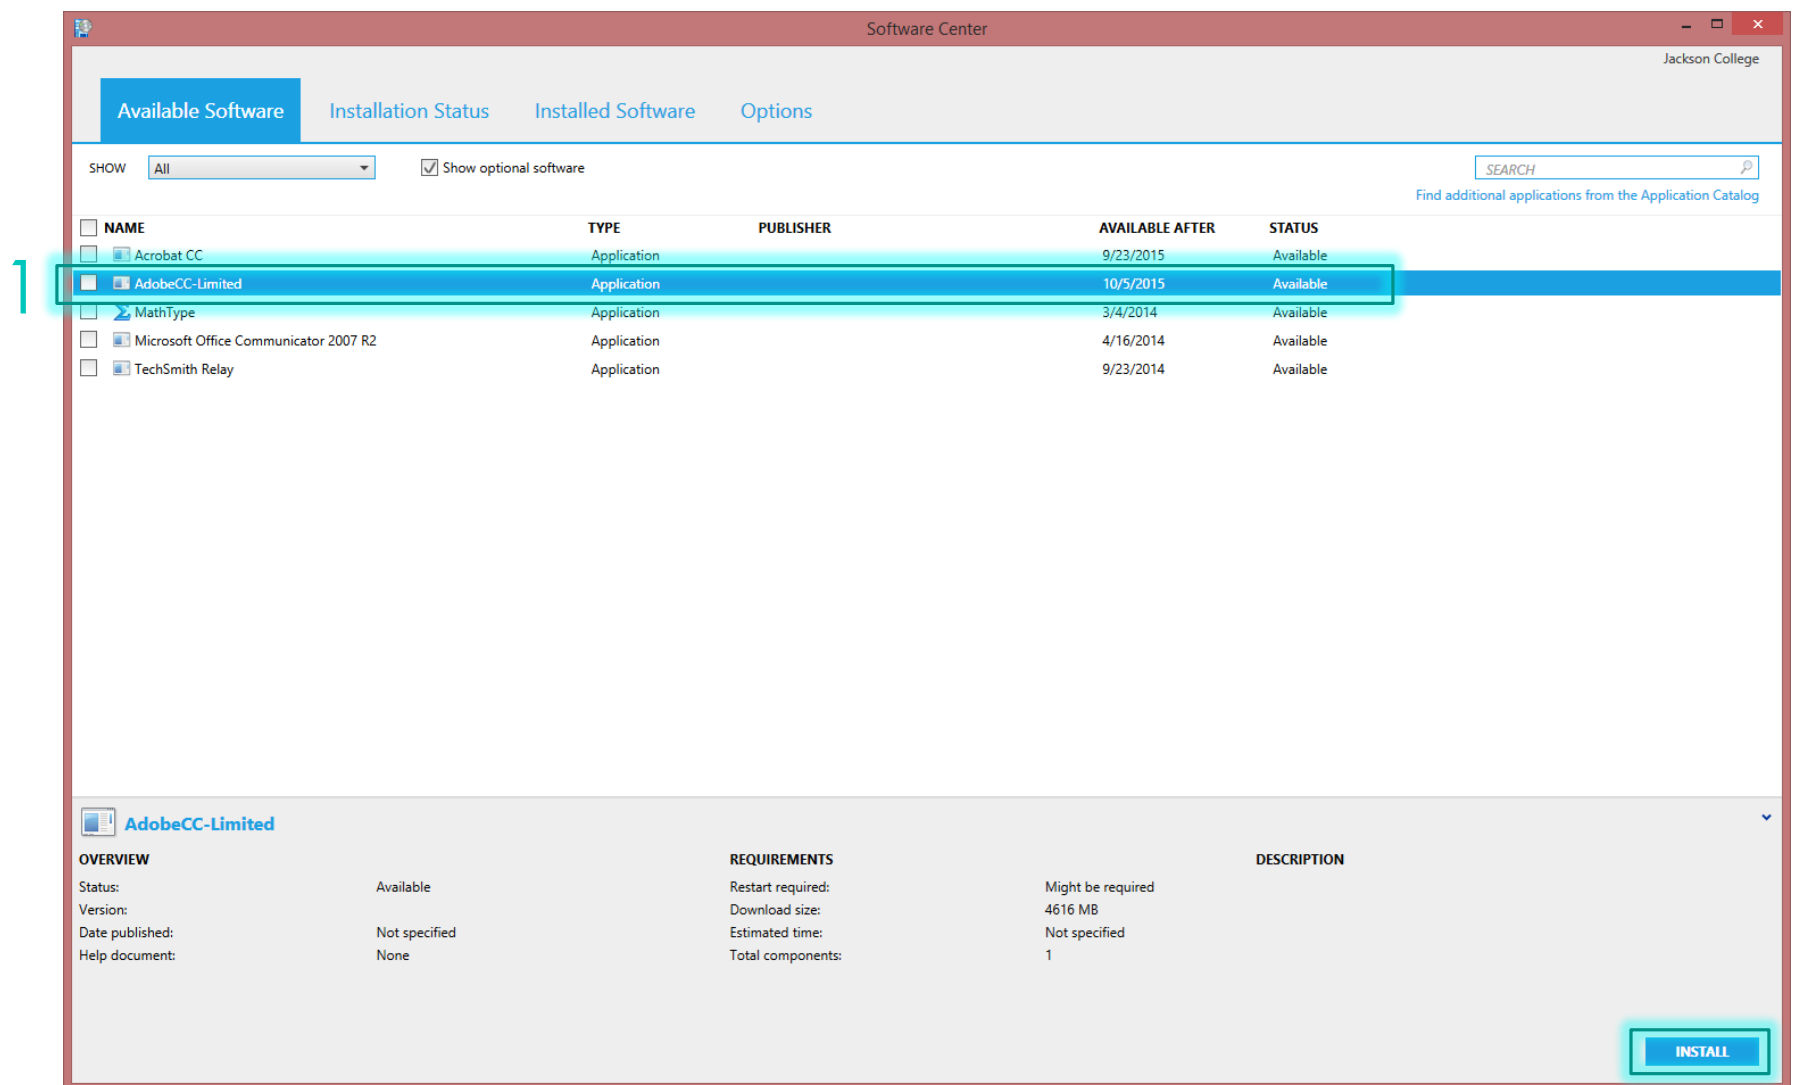 Software Center
Jackson College
Available Software Installation Status Installed Software Options
SHOW All Show optional software SEARCH
Find additional applications from the Application Catalog
NAME TYPE PUBLISHER AVAILABLE AFTER STATUS
Acrobat CC Application 9/23/2015 Available
1 AdobeCC-Limited Application 10/5/2015 Available
MathType Application 3/4/2014 Available
Microsoft Office Communicator 2007 R2 Application 4/16/2014 Available
TechSmith Relay Application 9/23/2014 Available
AdobeCC-Limited
OVERVIEW REQUIREMENTS DESCRIPTION
Status: Available Restart required: Might be required
Version: Download size: 4616 MB
Date published: Not specified Estimated time: Not specified
Help document: None Total components: 1
INSTALL